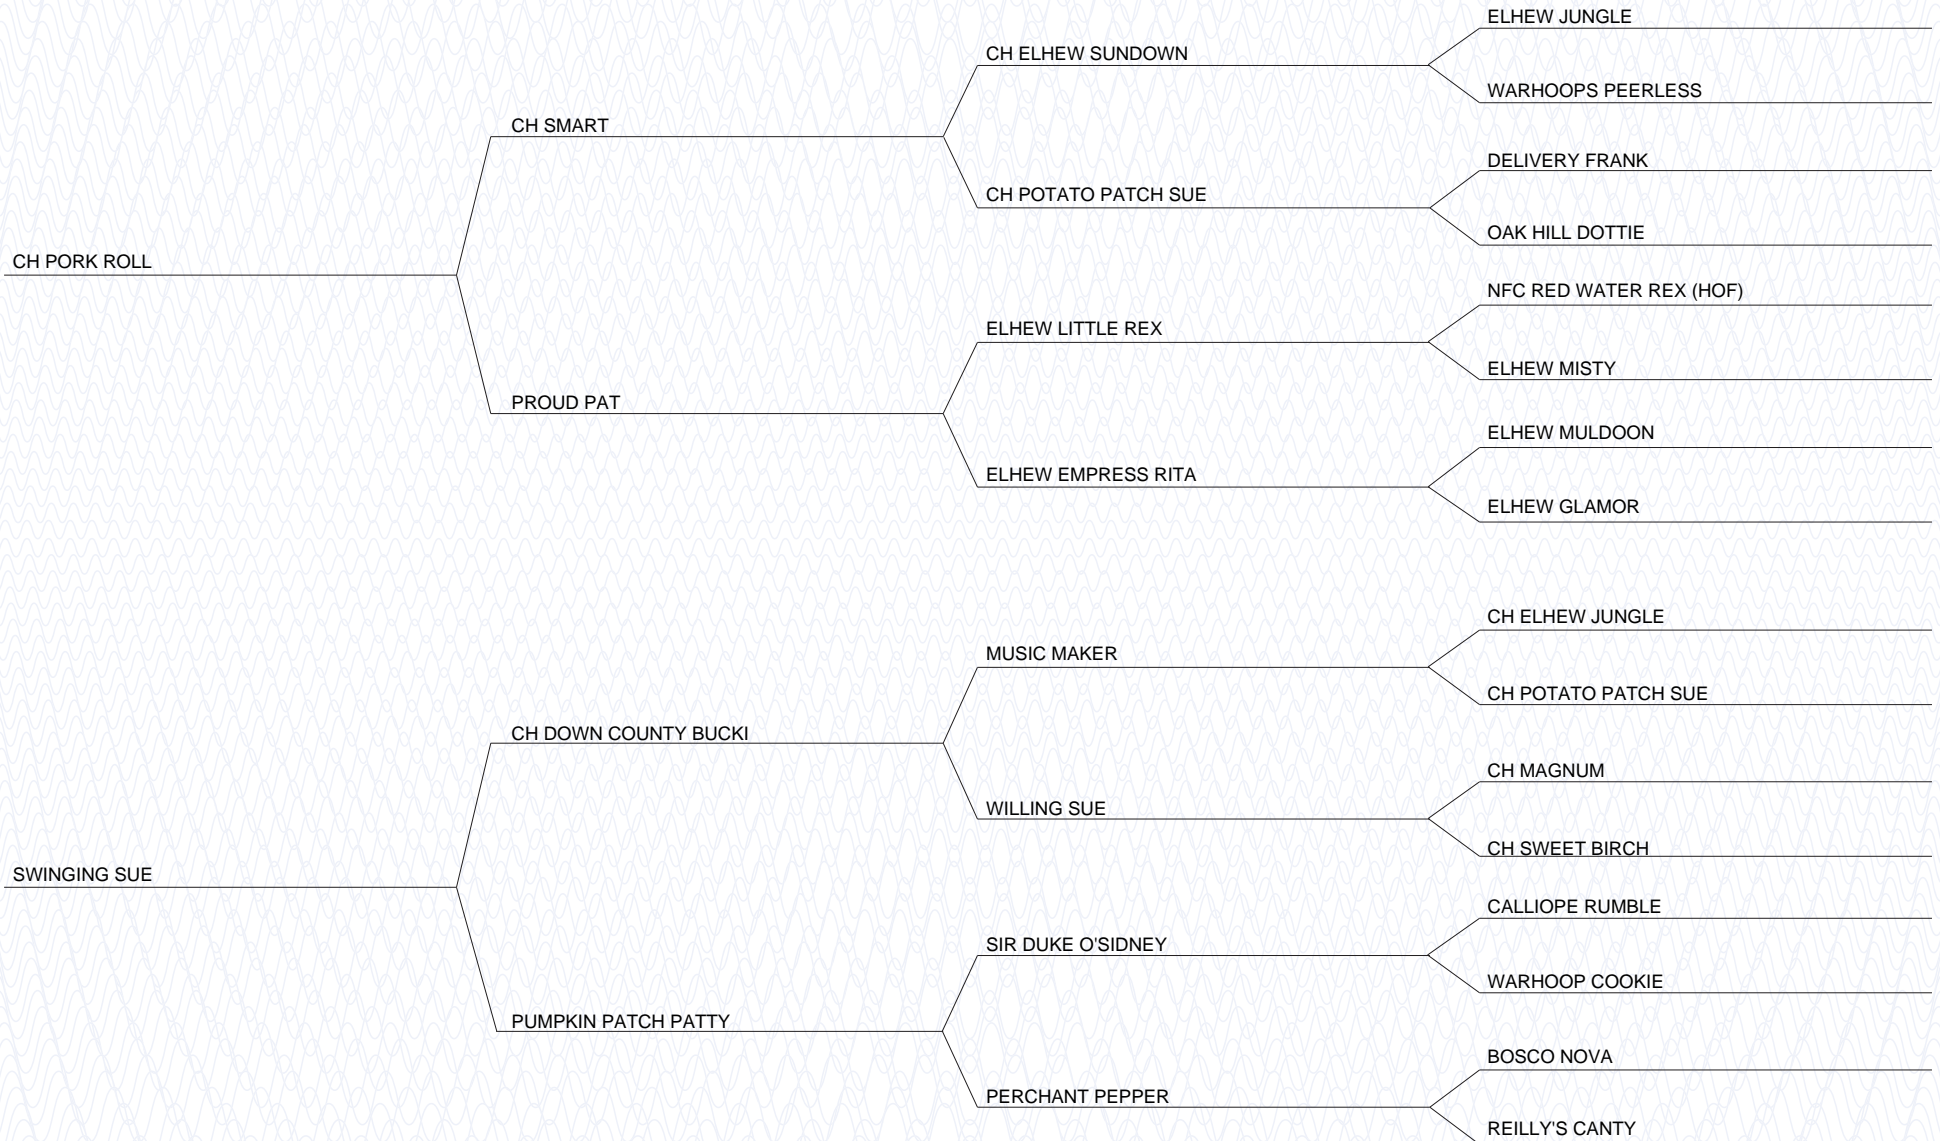 ELHEW JUNGLE
CH ELHEW SUNDOWN
WARHOOPS PEERLESS
CH SMART
DELIVERY FRANK
CH POTATO PATCH SUE
OAK HILL DOTTIE
CH PORK ROLL
NFC RED WATER REX (HOF)
ELHEW LITTLE REX
ELHEW MISTY
PROUD PAT
ELHEW MULDOON
ELHEW EMPRESS RITA
ELHEW GLAMOR
CH ELHEW JUNGLE
MUSIC MAKER
CH POTATO PATCH SUE
CH DOWN COUNTY BUCKI
CH MAGNUM
WILLING SUE
CH SWEET BIRCH
SWINGING SUE
CALLIOPE RUMBLE
SIR DUKE O'SIDNEY
WARHOOP COOKIE
PUMPKIN PATCH PATTY
BOSCO NOVA
PERCHANT PEPPER
REILLY'S CANTY